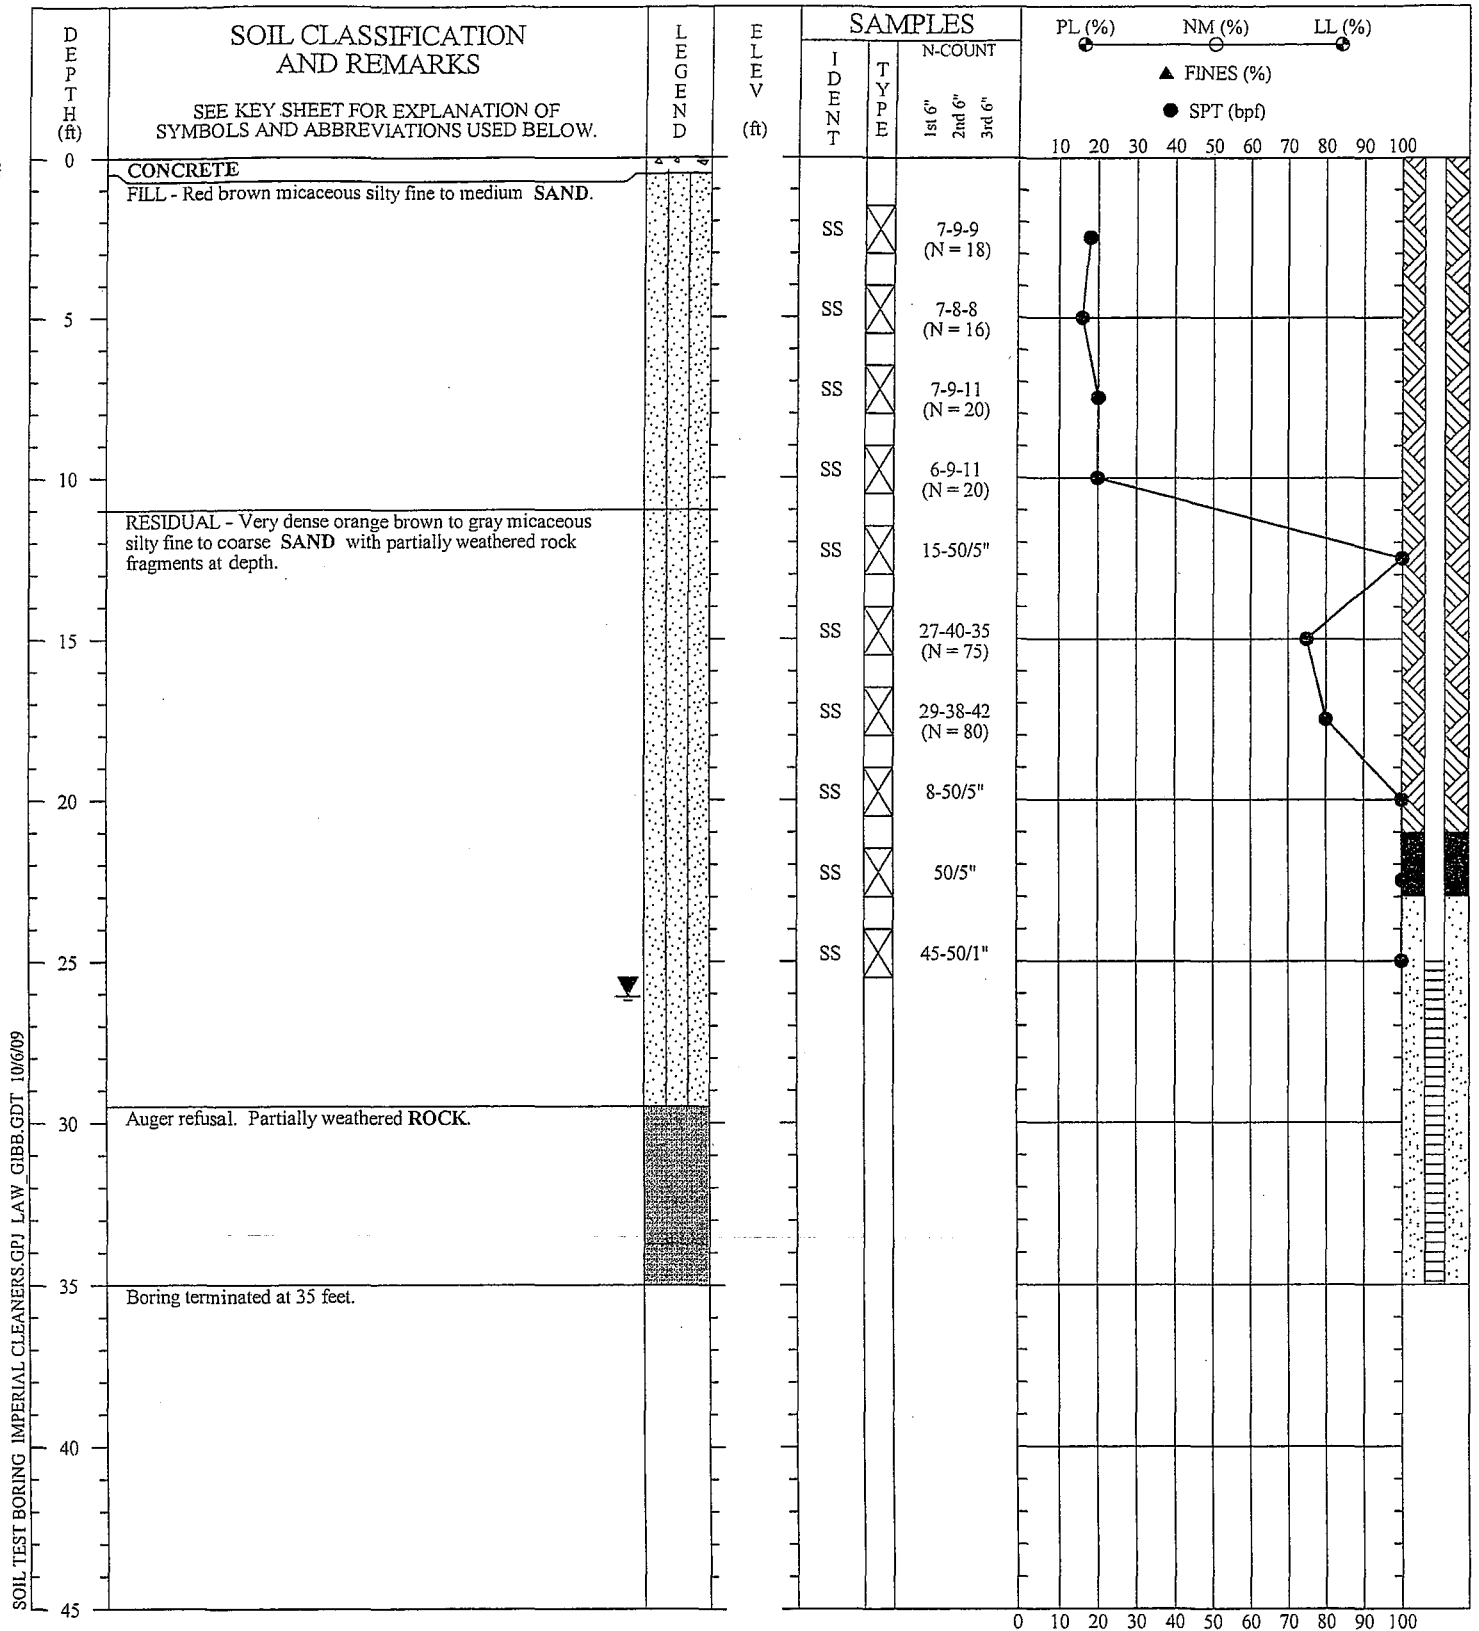 DEPTH
(ft)
SOIL CLASSIFICATION
AND REMARKS
SEE KEY SHEET FOR EXPLANATION OF
SYMBOLS AND ABBREVIATIONS USED BELOW.
LEGEND
ELEV
(ft)
SAMPLES
IDENT
TYPE
N-COUNT
1st 6"
2nd 6"
3rd 6"
PL (%) NM (%) LL (%)
▲ FINES (%)
● SPT (bpf)
10 20 30 40 50 60 70 80 90 100
0
CONCRETE
FILL - Red brown micaceous silty fine to medium SAND.
SS 7-9-9
(N = 18)
5
SS 7-8-8
(N = 16)
SS 7-9-11
(N = 20)
10
SS 6-9-11
(N = 20)
RESIDUAL - Very dense orange brown to gray micaceous
silty fine to coarse SAND with partially weathered rock
fragments at depth.
SS 15-50/5"
15
SS 27-40-35
(N = 75)
SS 29-38-42
(N = 80)
20
SS 8-50/5"
SS 50/5"
25
SS 45-50/1"
30
Auger refusal. Partially weathered ROCK.
35
Boring terminated at 35 feet.
40
45
0 10 20 30 40 50 60 70 80 90 100
SOIL TEST BORING IMPERIAL CLEANERS.GPJ LAW_GIBB.GDT 10/6/09